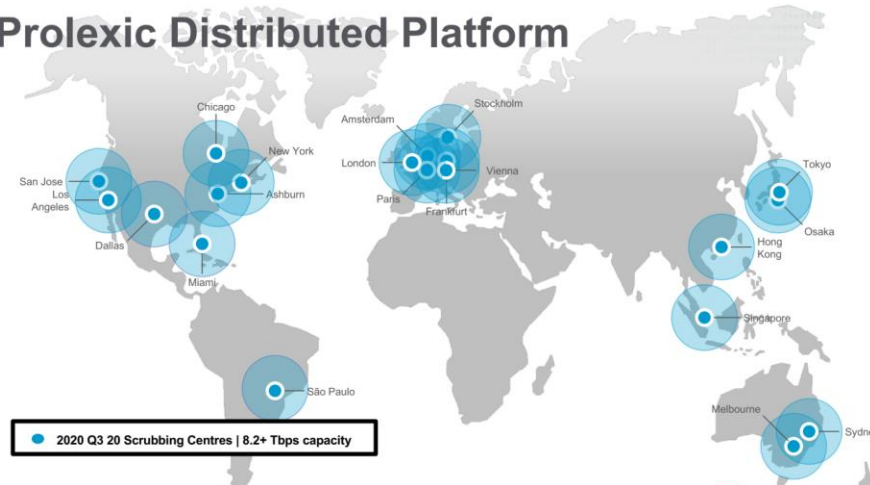 Prolexic Distributed Platform
Stockholm
Chicago
Amsterdam
New York
London
Vienna
Tokyo
San Jose
Los
Angeles
Ashburn
Paris
Frankfurt
Osaka
Dallas
Hong
Kong
Miami
Singapore
São Paulo
Melbourne
Sydne
2020 Q3 20 Scrubbing Centres | 8.2+ Tbps capacity